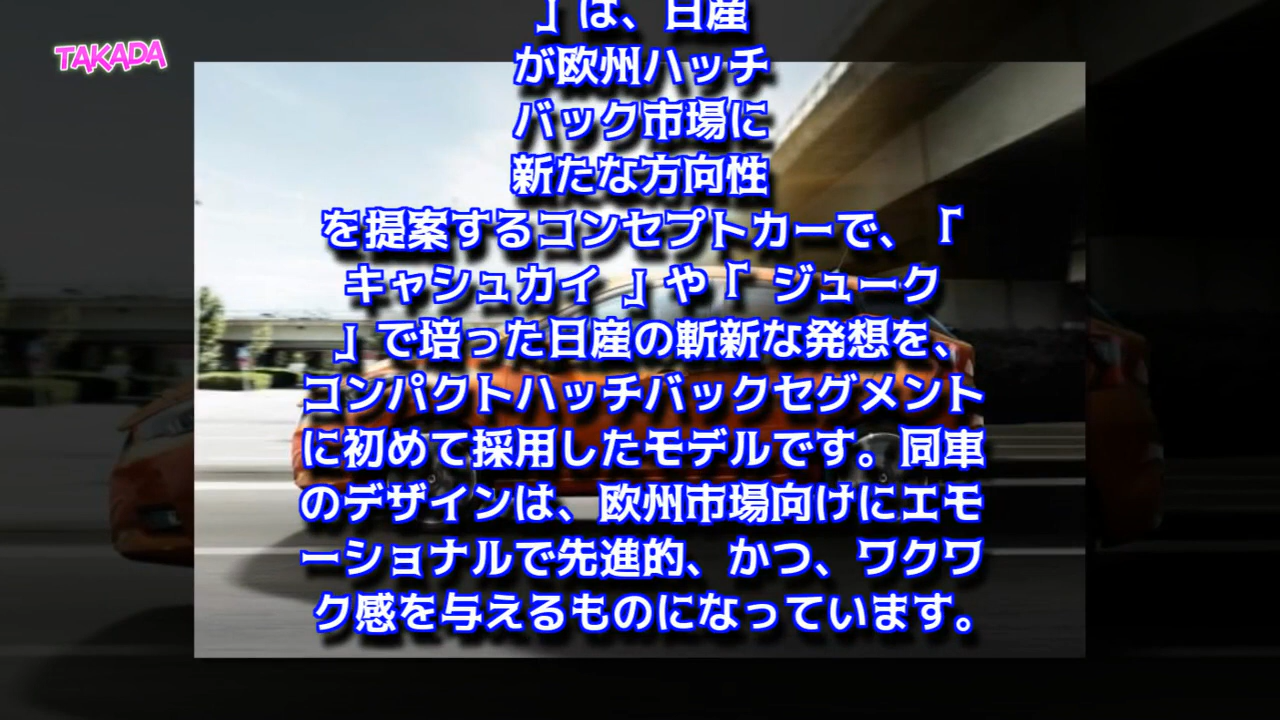 TAKADA
』は、日産
が欧州ハッチ
バック市場に
新たな方向性
を提案するコンセプトカーで、『
キャシュカイ 』や『 ジューク
』で培った日産の斬新な発想を、
コンパクトハッチバックセグメント
に初めて採用したモデルです。同車
のデザインは、欧州市場向けにエモ
ーショナルで先進的、かつ、ワクワ
ク感を与えるものになっています。